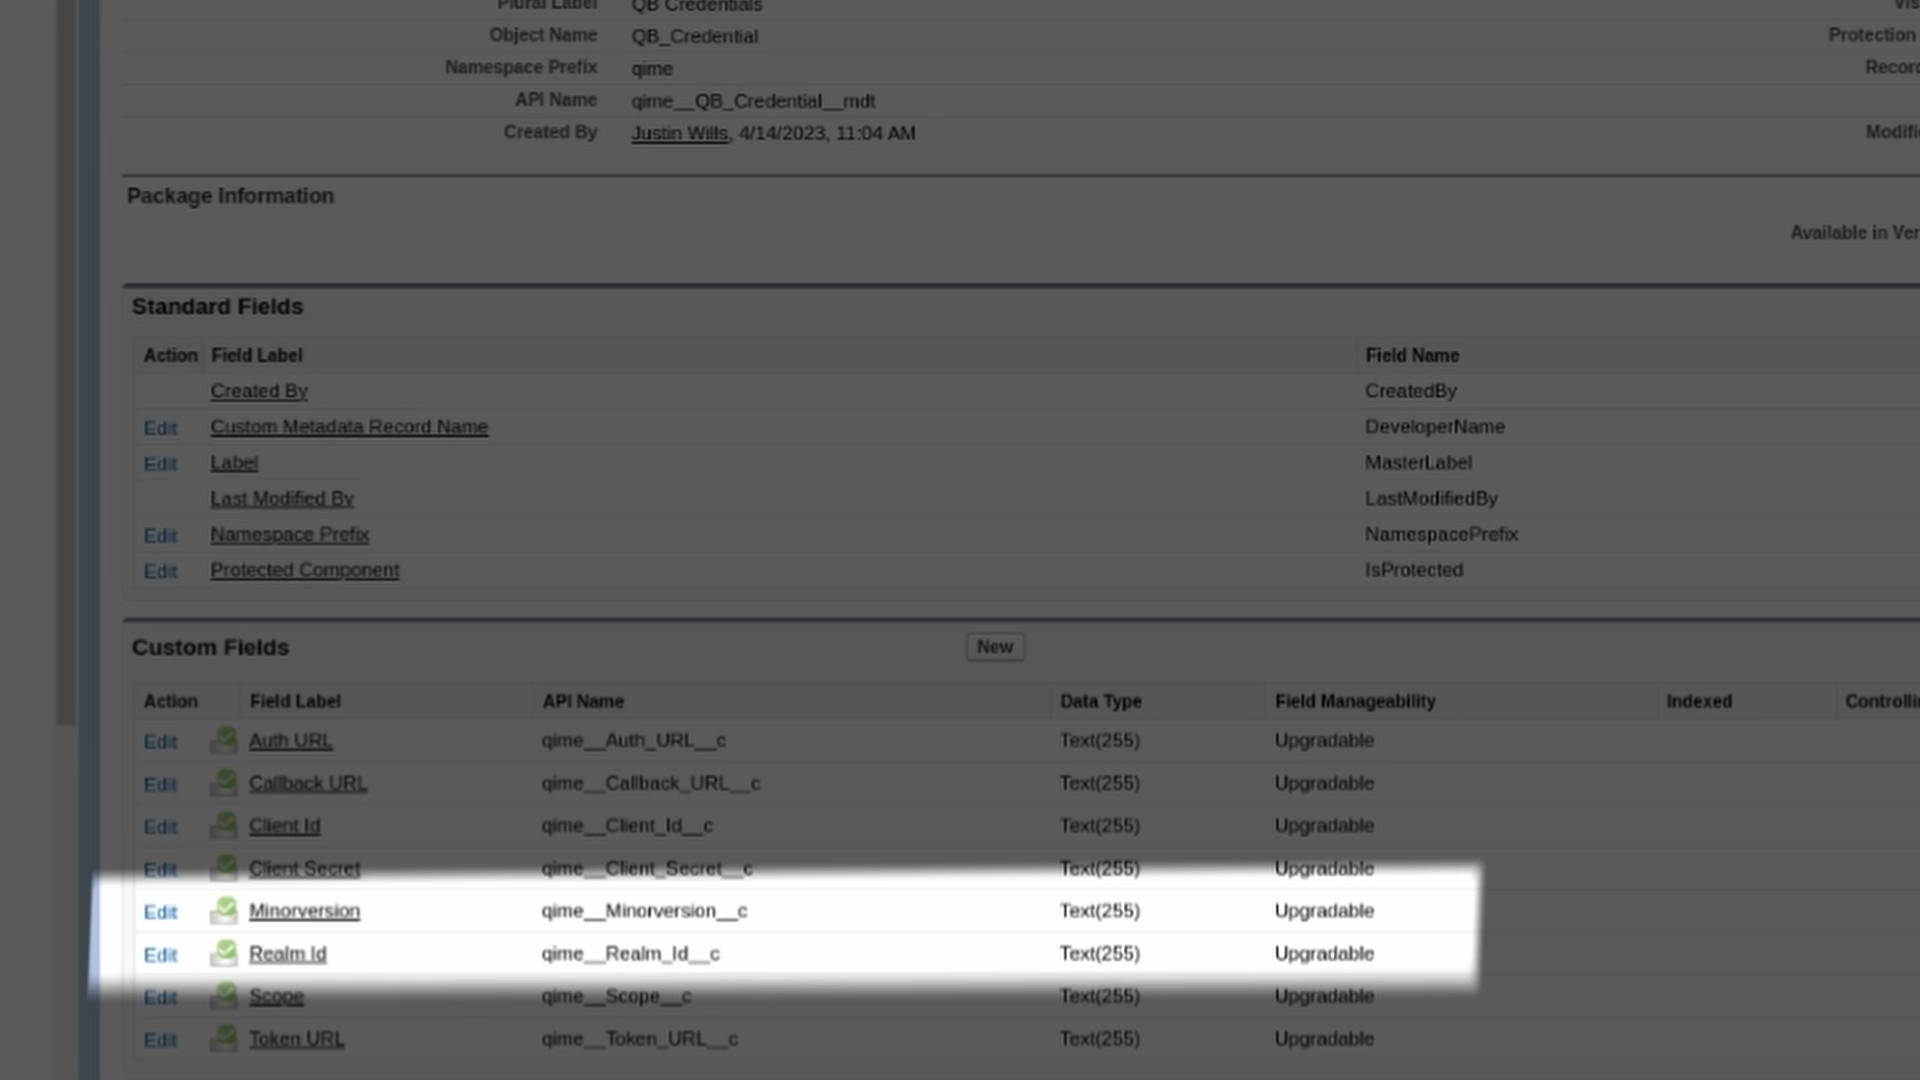 Plural Label QB Credentials
Object Name QB_Credential Protection
Namespace Prefix qime
API Name qime__QB_Credential__mdt
Created By Justin Wills, 4/14/2023, 11:04 AM
Package Information
Available in Ver
Standard Fields
Action Field Label Field Name
Created By CreatedBy
Edit Custom Metadata Record Name DeveloperName
Edit Label MasterLabel
Last Modified By LastModifiedBy
Edit Namespace Prefix NamespacePrefix
Edit Protected Component IsProtected
Custom Fields New
Action Field Label API Name Data Type Field Manageability Indexed Controlli
Edit Auth URL qime__Auth_URL__c Text(255) Upgradable
Edit Callback URL qime__Callback_URL__c Text(255) Upgradable
Edit Client Id qime__Client_Id__c Text(255) Upgradable
Edit Client Secret qime__Client_Secret__c Text(255) Upgradable
Edit Minorversion qime__Minorversion__c Text(255) Upgradable
Edit Realm Id qime__Realm_Id__c Text(255) Upgradable
Edit Scope qime__Scope__c Text(255) Upgradable
Edit Token URL qime__Token_URL__c Text(255) Upgradable